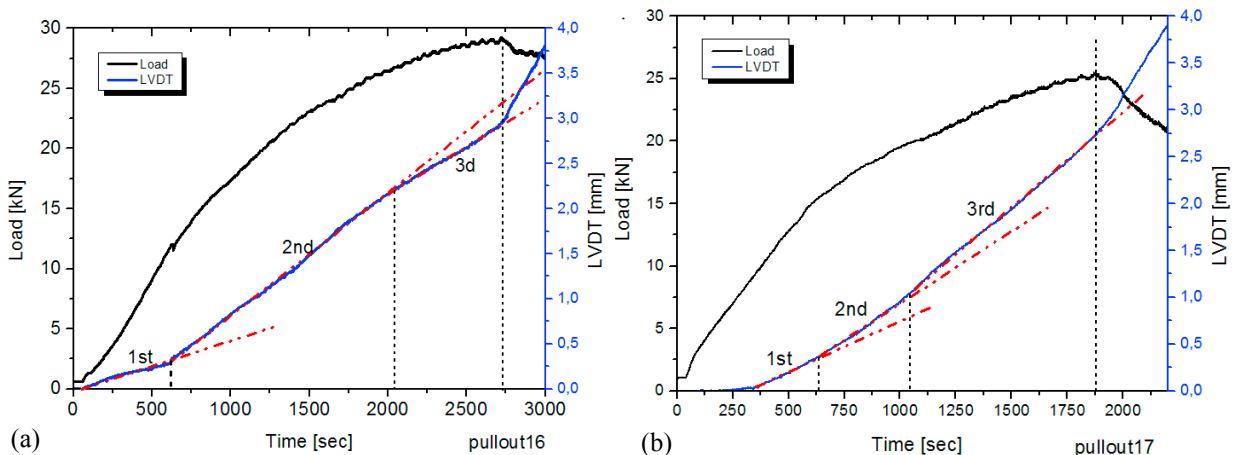 30
25
20
15
10
5
0
Load [kN]
Load
LVDT
1st
2nd
3d
4,0
3,5
3,0
2,5
2,0
1,5
1,0
0,5
0,0
LVDT [mm]
0 500 1000 1500 2000 2500 3000
(a) Time [sec] pullout16
30
25
20
15
10
5
0
Load [kN]
Load
LVDT
1st
2nd
3rd
4,0
3,5
3,0
2,5
2,0
1,5
1,0
0,5
0,0
LVDT [mm]
0 250 500 750 1000 1250 1500 1750 2000
(b) Time [sec] pullout17